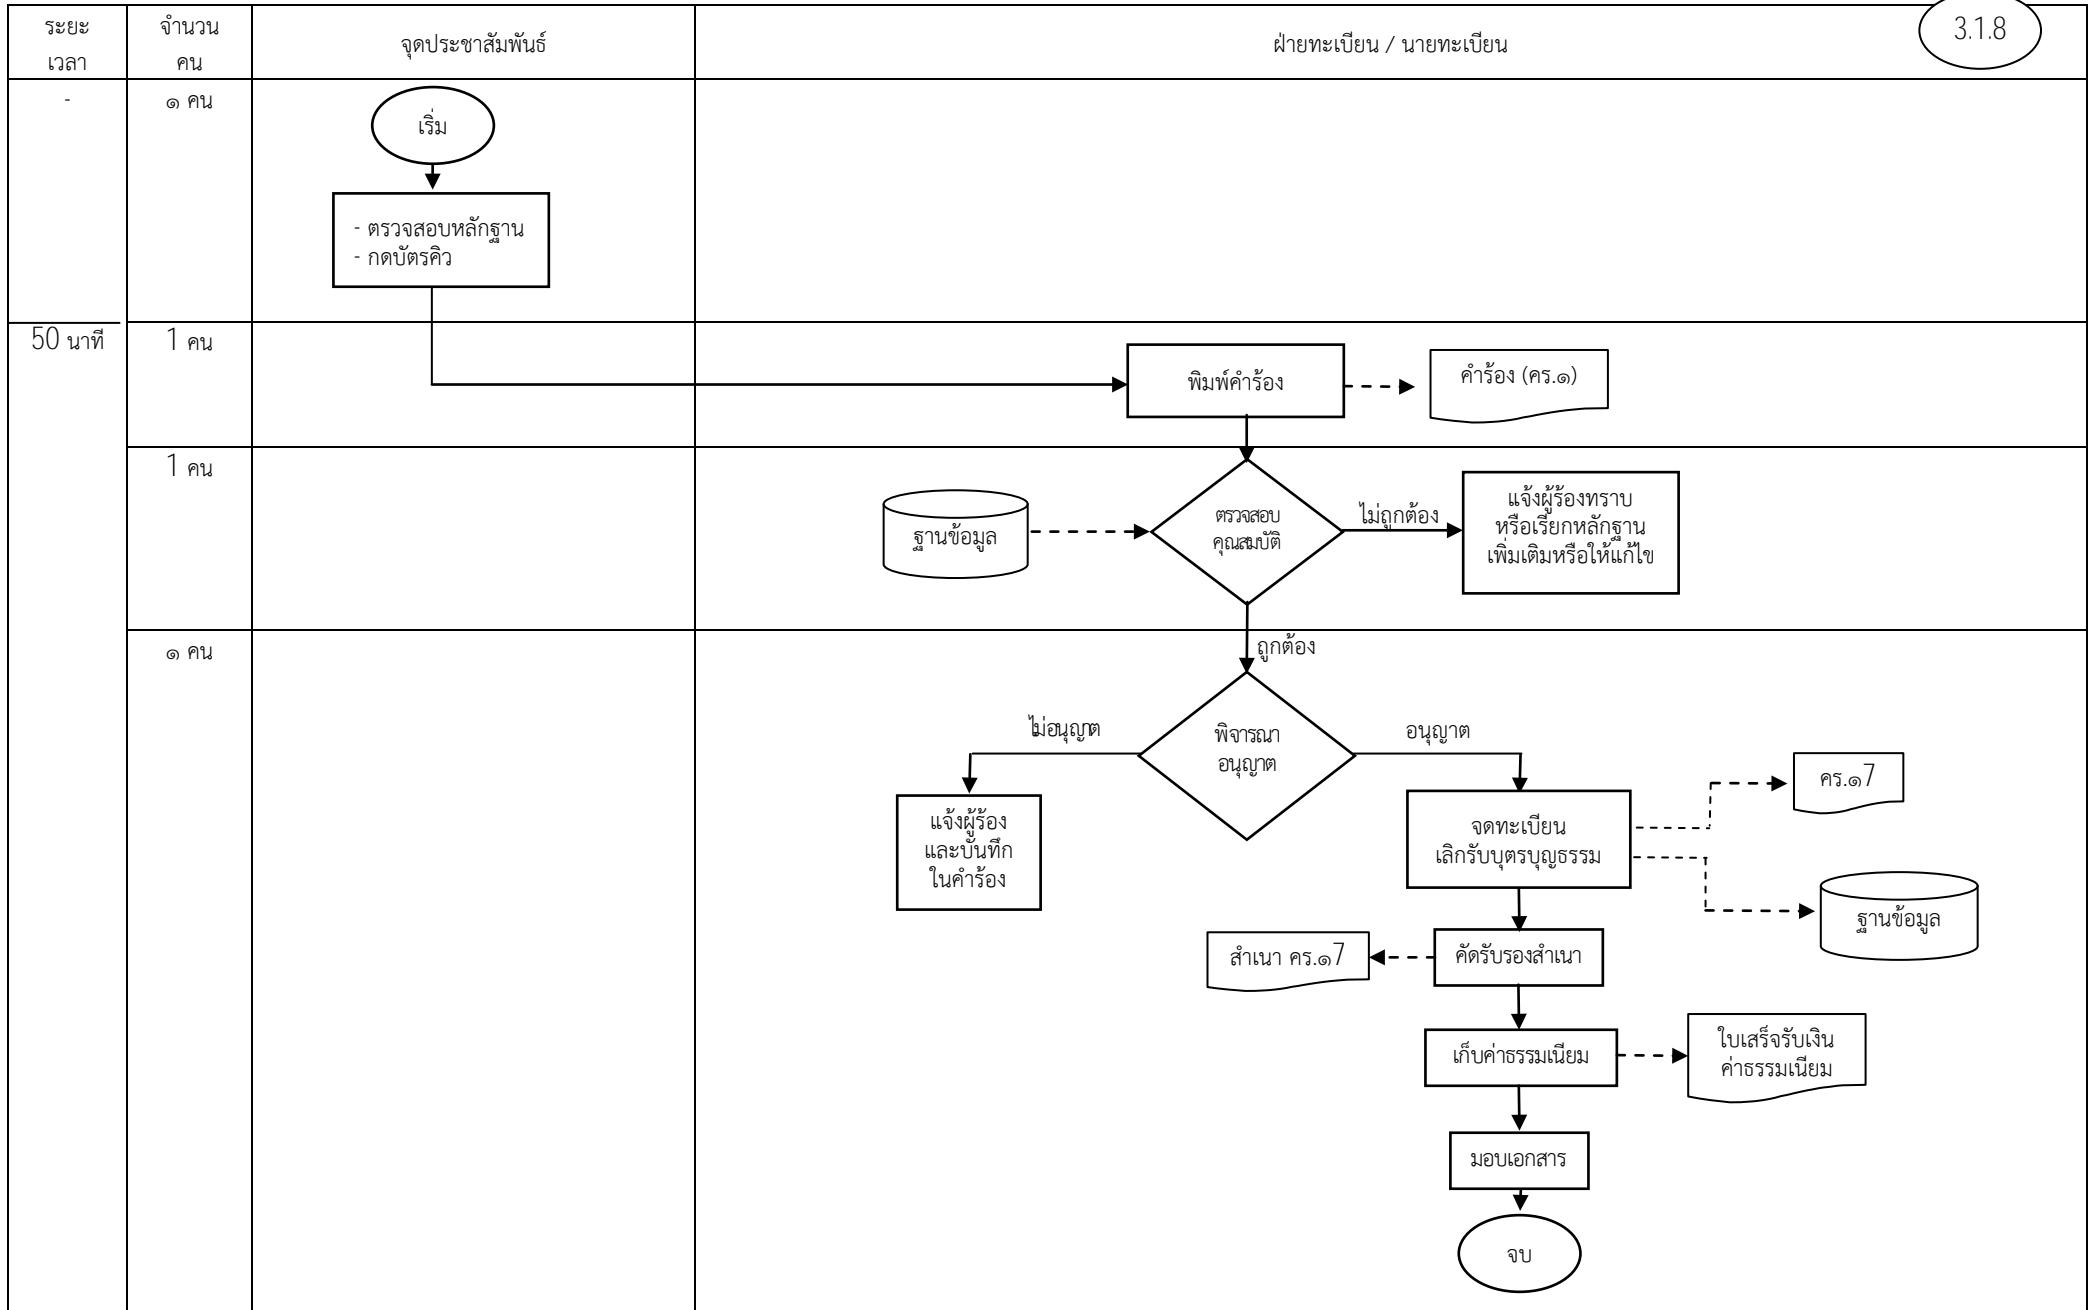 ระยะ
เวลา
จำนวน
คน
จุดประชาสัมพันธ์
ฝ่ายทะเบียน / นายทะเบียน
3.1.8
-
๑ คน
เริ่ม
- ตรวจสอบหลักฐาน
- กดบัตรคิว
50 นาที
1 คน
พิมพ์คำร้อง
คำร้อง (คร.๑)
1 คน
ฐานข้อมูล
ตรวจสอบ
คุณสมบัติ
ไม่ถูกต้อง
แจ้งผู้ร้องทราบ
หรือเรียกหลักฐาน
เพิ่มเติมหรือให้แก้ไข
๑ คน
ถูกต้อง
ไม่อนุญาต
พิจารณา
อนุญาต
อนุญาต
แจ้งผู้ร้อง
และบันทึก
ในคำร้อง
จดทะเบียน
เลิกรับบุตรบุญธรรม
คร.๑7
ฐานข้อมูล
สำเนา คร.๑7
คัดรับรองสำเนา
เก็บค่าธรรมเนียม
ใบเสร็จรับเงิน
ค่าธรรมเนียม
มอบเอกสาร
จบ